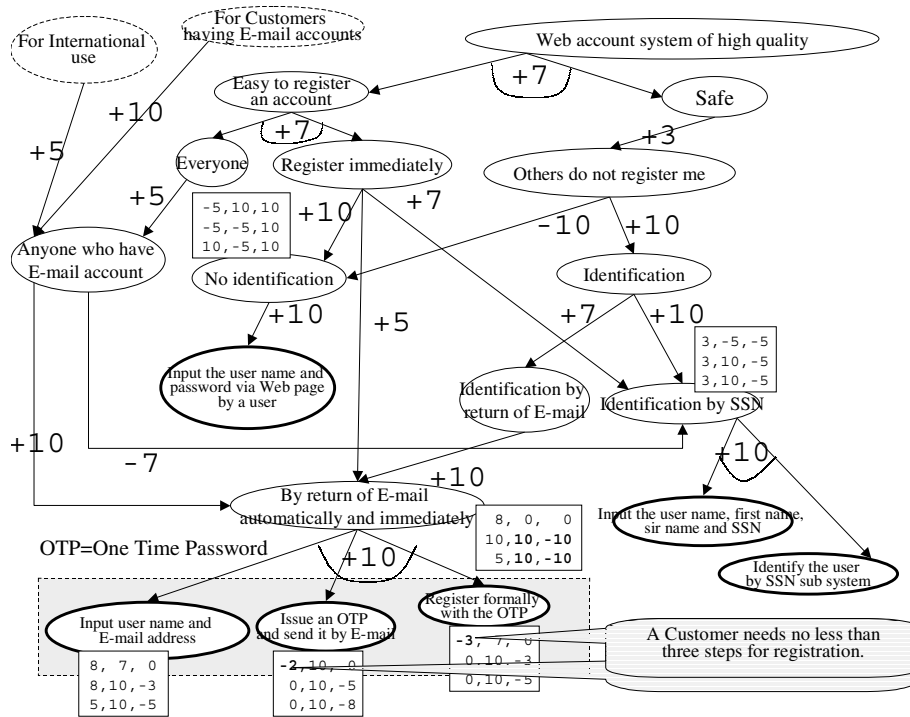 For International
use
For Customers
having E-mail accounts
Web account system of high quality
+7
Easy to register
an account
Safe
+10
+7
+3
+5
Everyone
Register immediately
Others do not register me
+5
-5,10,10
-5,-5,10
10,-5,10
+10
+7
-10
+10
Anyone who have
E-mail account
No identification
Identification
+10
+5
+7
+10
3,-5,-5
3,10,-5
3,10,-5
Input the user name and
password via Web page
by a user
Identification by
return of E-mail
Identification by SSN
+10
-7
+10
+10
By return of E-mail
automatically and immediately
8, 0, 0
10,10,-10
5,10,-10
Input the user name, first name,
sir name and SSN
OTP=One Time Password
+10
Identify the user
by SSN sub system
Input user name and
E-mail address
Issue an OTP
and send it by E-mail
Register formally
with the OTP
8, 7, 0
8,10,-3
5,10,-5
-2,10, 0
0,10,-5
0,10,-8
-3, 7, 0
0,10,-3
0,10,-5
A Customer needs no less than
three steps for registration.